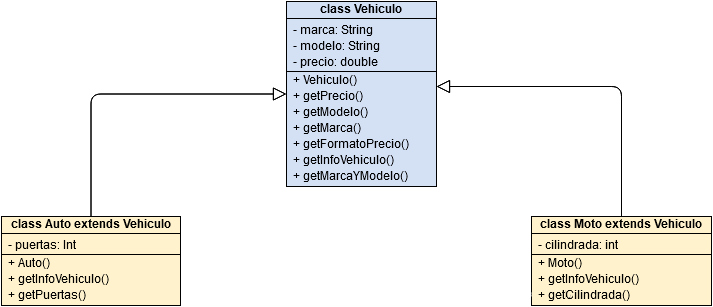 class Vehiculo
- marca: String
- modelo: String
- precio: double
+ Vehiculo()
+ getPrecio()
+ getModelo()
+ getMarca()
+ getFormatoPrecio()
+ getInfoVehiculo()
+ getMarcaYModelo()
class Auto extends Vehiculo
- puertas: Int
+ Auto()
+ getInfoVehiculo()
+ getPuertas()
class Moto extends Vehiculo
- cilindrada: int
+ Moto()
+ getInfoVehiculo()
+ getCilindrada()